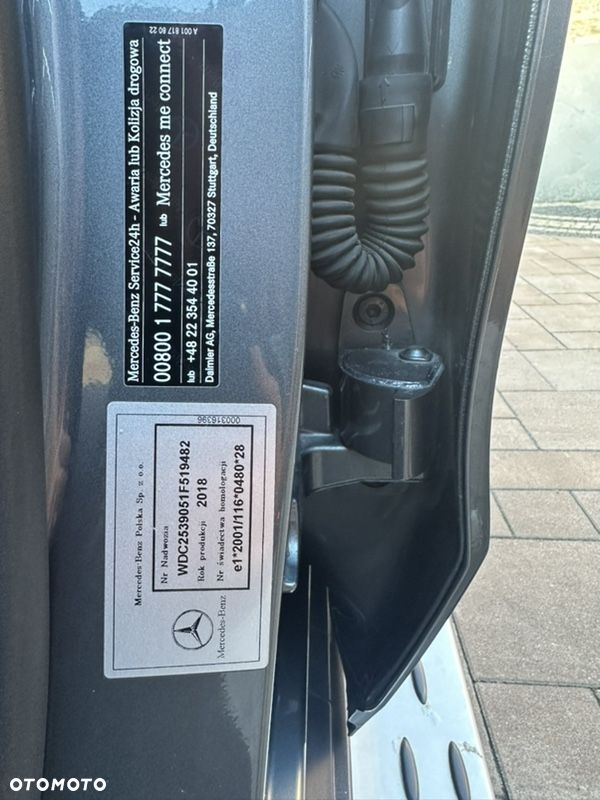 A 001 817 80 22
Mercedes-Benz Service24h - Awaria lub Kolizja drogowa
00800 1 777 7777 lub Mercedes me connect
lub +48 22 354 40 01
Daimler AG, Mercedesstraße 137, 70327 Stuttgart, Deutschland
000316396
Mercedes-Benz Polska Sp. z o.o.
Nr Nadwozia
WDC2539051F519482
Rok produkcji 2018
Nr świadectwa homologacji
e1*2001/116*0480*28
Mercedes-Benz
OTOMOTO